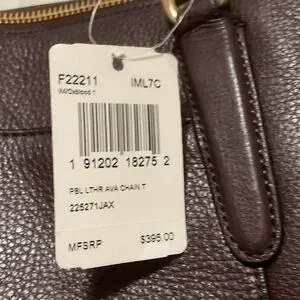 F22211 IML7C
IM/Oxblood 1
1 91202 18275 2
PBL LTHR AVA CHAIN T
225271JAX
MFSRP $395.00